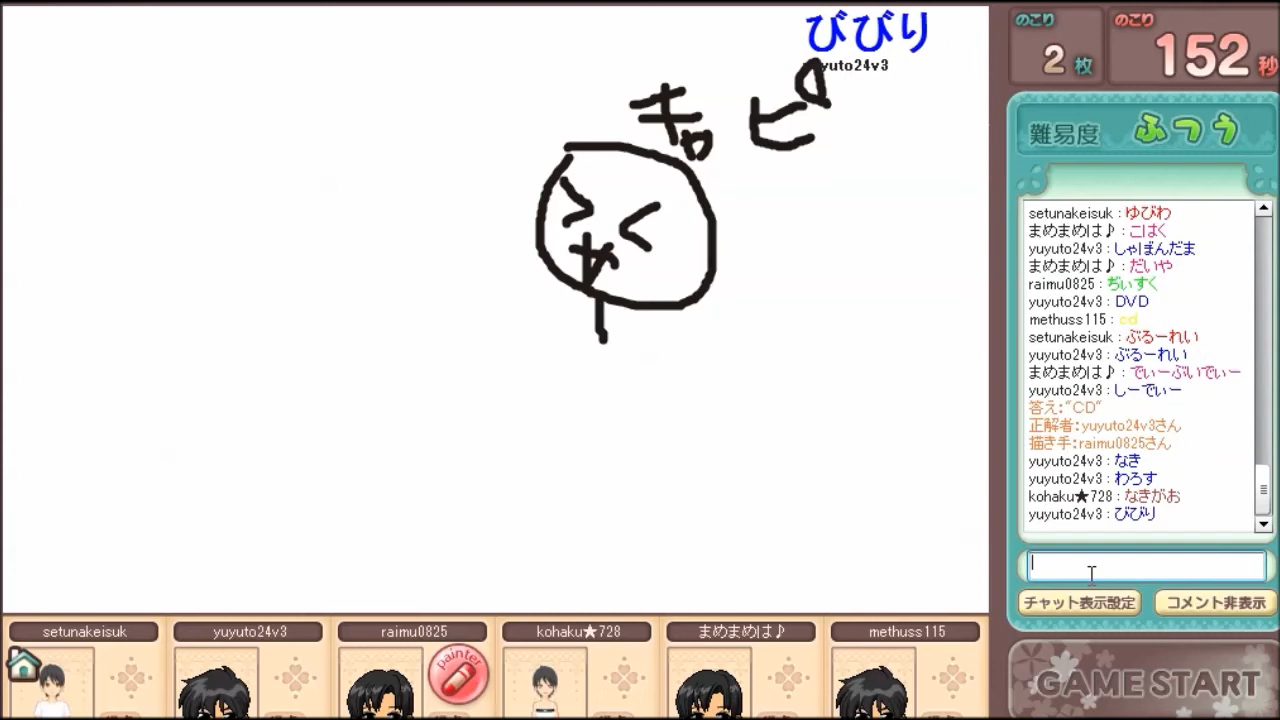 びびり
yuyuto24v3
のこり
2枚
のこり
152秒
難易度 ふつう
setunakeisuk : ゆびわ
まめまめは♪ : こはく
yuyuto24v3 : しゃぼんだま
まめまめは♪ : だいや
raimu0825 : ぢぃすく
yuyuto24v3 : DVD
methuss115 : cd
setunakeisuk : ぶるーれい
yuyuto24v3 : ぶるーれい
まめまめは♪ : でぃーぶいでぃー
yuyuto24v3 : しーでぃー
答え:"CD"
正解者:yuyuto24v3さん
描き手:raimu0825さん
yuyuto24v3 : なき
yuyuto24v3 : わろす
kohaku★728 : なきがお
yuyuto24v3 : びびり
チャット表示設定
コメント非表示
setunakeisuk
yuyuto24v3
raimu0825
kohaku★728
まめまめは♪
methuss115
painter
GAME START